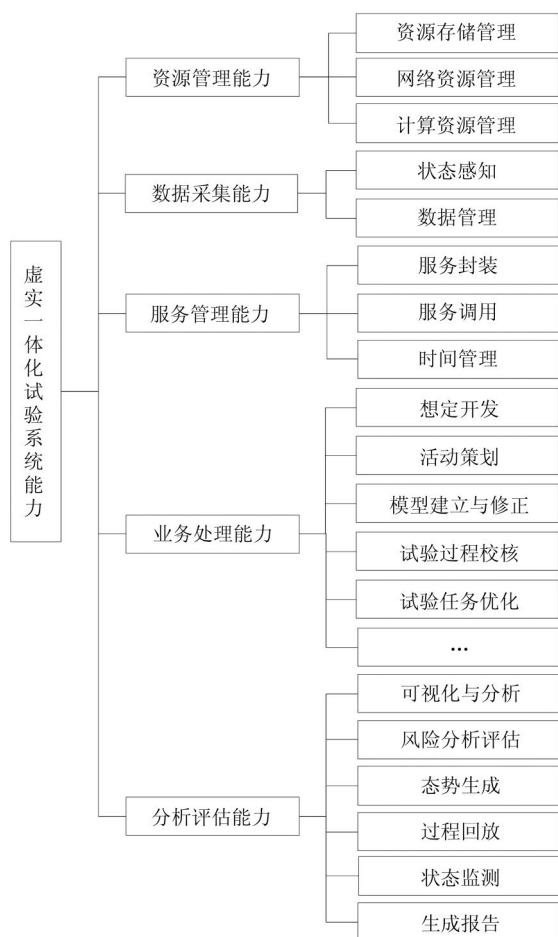 虚实一体化试验系统能力
资源管理能力
资源存储管理
网络资源管理
计算资源管理
数据采集能力
状态感知
数据管理
服务管理能力
服务封装
服务调用
时间管理
业务处理能力
想定开发
活动策划
模型建立与修正
试验过程校核
试验任务优化
…
分析评估能力
可视化与分析
风险分析评估
态势生成
过程回放
状态监测
生成报告